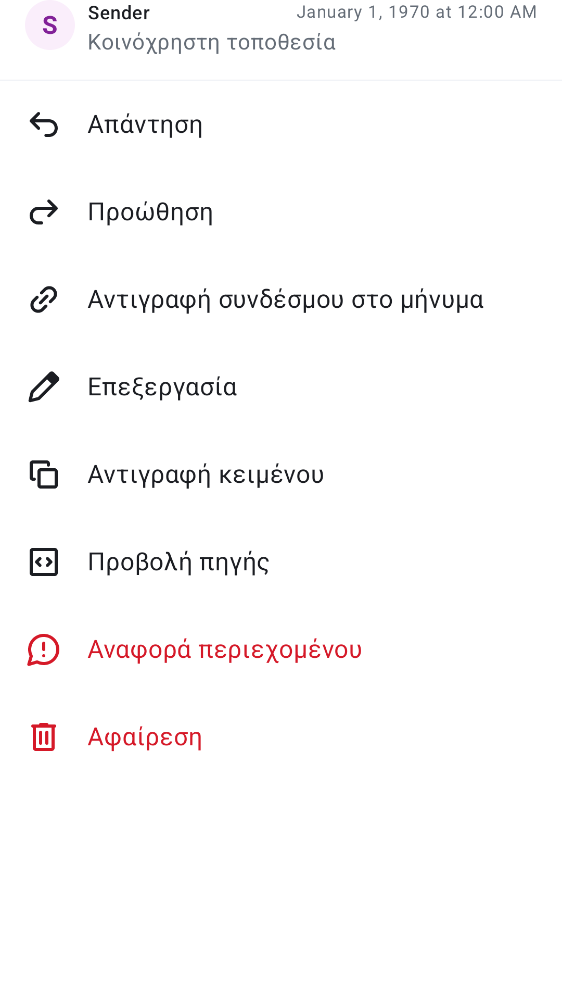 S
Sender
January 1, 1970 at 12:00 AM
Κοινόχρηστη τοποθεσία
Απάντηση
Προώθηση
Αντιγραφή συνδέσμου στο μήνυμα
Επεξεργασία
Αντιγραφή κειμένου
Προβολή πηγής
Αναφορά περιεχομένου
Αφαίρεση